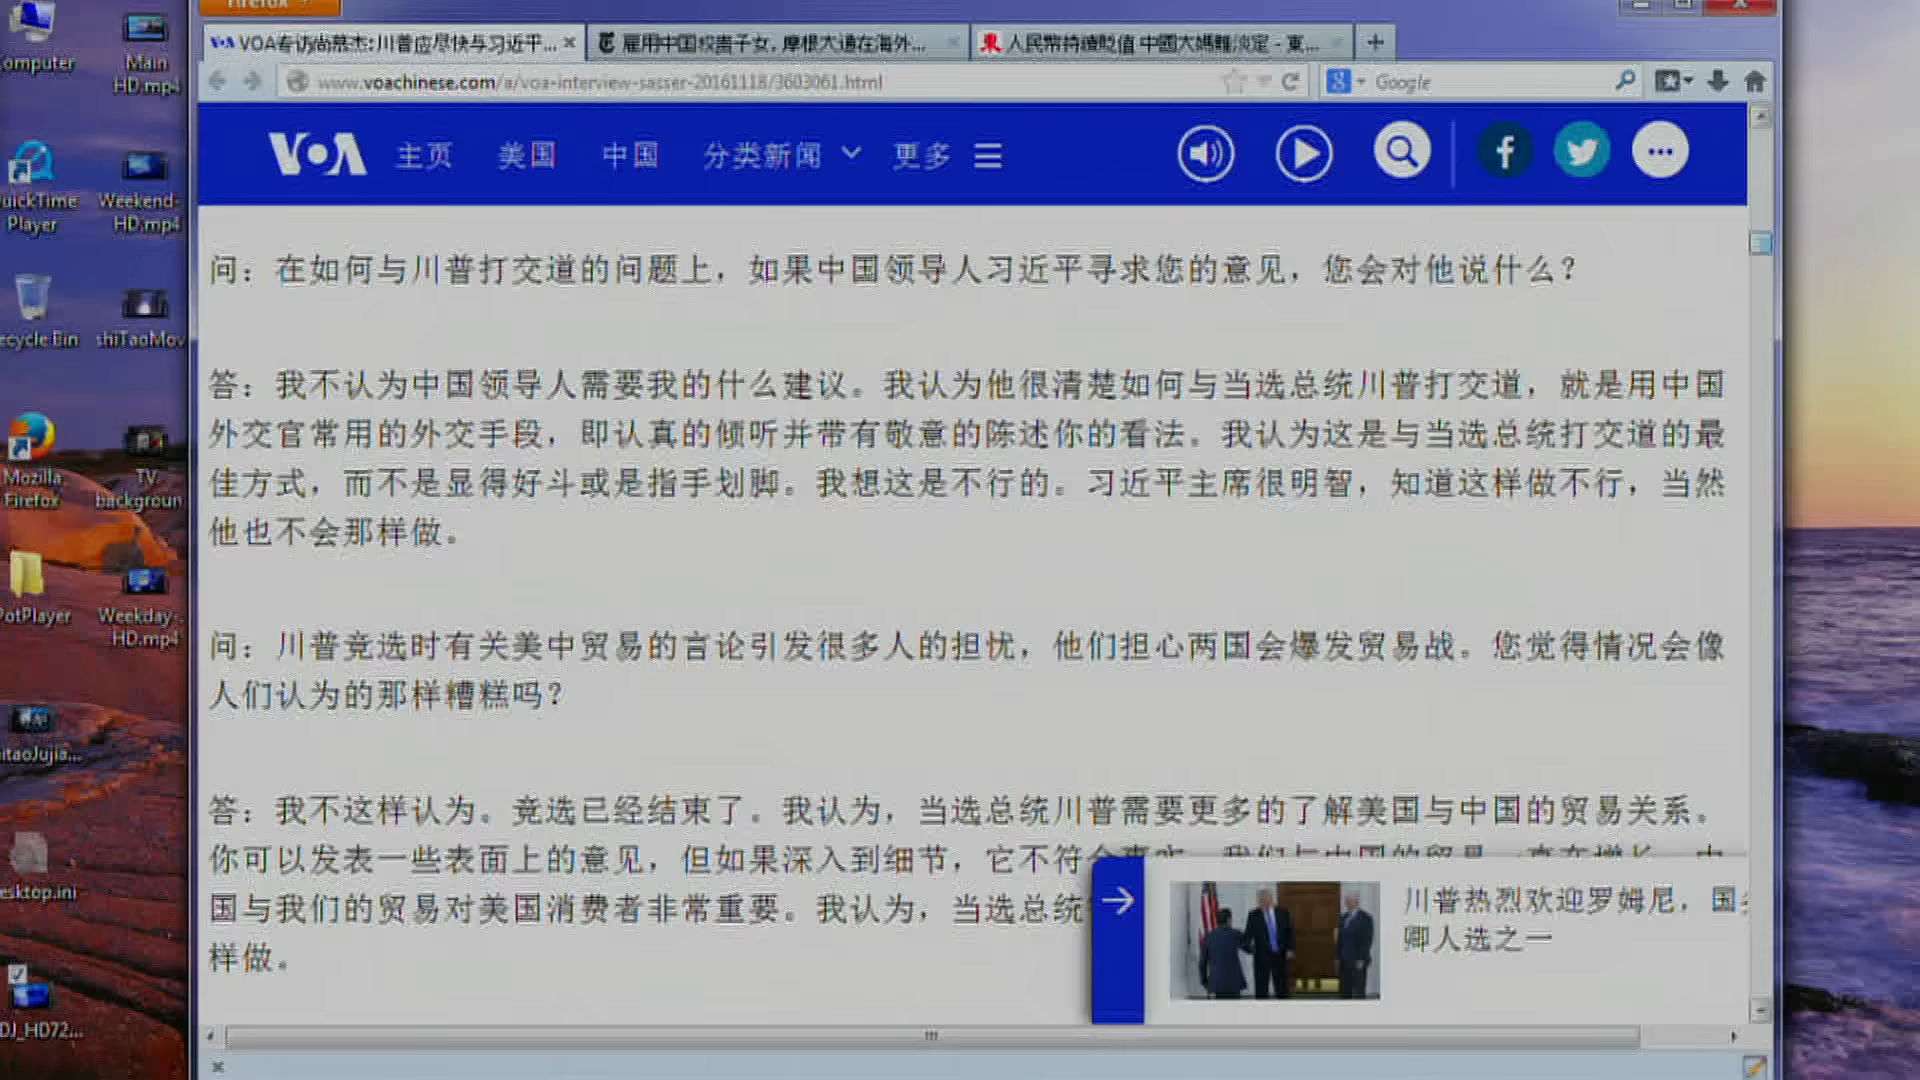 Firefox
VOA专访尚慕杰:川普应尽快与习近平...
雇用中国权贵子女，摩根大通在海外...
人民幣持續貶值 中國大媽難淡定 - 東...
www.voachinese.com/a/voa-interview-sasser-20161118/3603061.html
Google
VOA 主页 美国 中国 分类新闻 更多
问：在如何与川普打交道的问题上，如果中国领导人习近平寻求您的意见，您会对他说什么？
答：我不认为中国领导人需要我的什么建议。我认为他很清楚如何与当选总统川普打交道，就是用中国
外交官常用的外交手段，即认真的倾听并带有敬意的陈述你的看法。我认为这是与当选总统打交道的最
佳方式，而不是显得好斗或是指手划脚。我想这是不行的。习近平主席很明智，知道这样做不行，当然
他也不会那样做。
问：川普竞选时有关美中贸易的言论引发很多人的担忧，他们担心两国会爆发贸易战。您觉得情况会像
人们认为的那样糟糕吗？
答：我不这样认为。竞选已经结束了。我认为，当选总统川普需要更多的了解美国与中国的贸易关系。
你可以发表一些表面上的意见，但如果深入到细节，它不符
国与我们的贸易对美国消费者非常重要。我认为，当选总统
样做。
川普热烈欢迎罗姆尼，国
卿人选之一
omputer
Main
HD.mp4
uickTime
Player
Weekend-
HD.mp4
ecycle Bin
shiTaoMov
Mozilla
Firefox
TV
backgroun
PotPlayer
Weekday-
HD.mp4
itaoJujia...
esktop.ini
DJ_HD72...